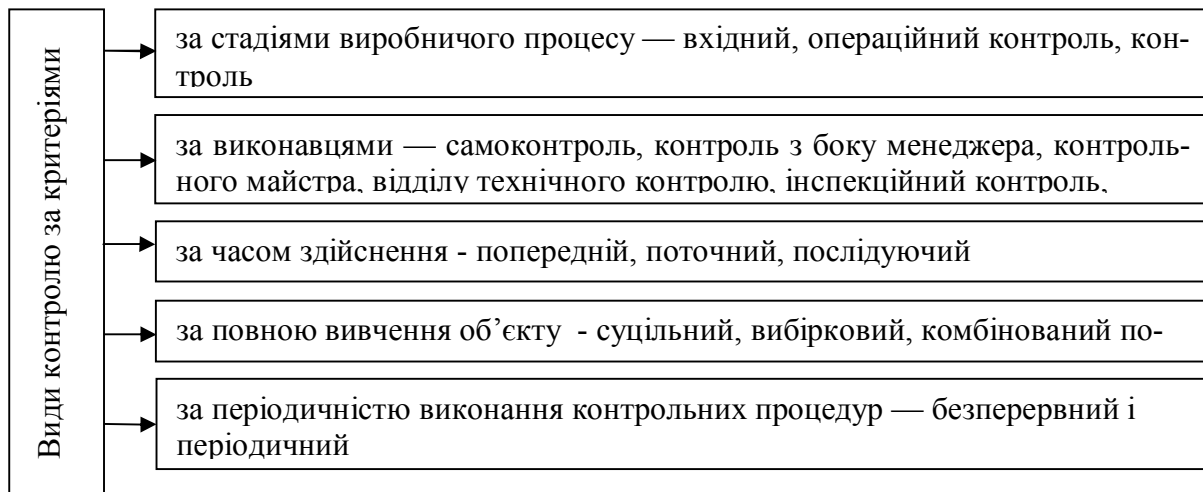 Види контролю за критеріями
за стадіями виробничого процесу — вхідний, операційний контроль, кон-
троль
за виконавцями — самоконтроль, контроль з боку менеджера, контроль-
ного майстра, відділу технічного контролю, інспекційний контроль,
за часом здійснення - попередній, поточний, послідуючий
за повною вивчення об’єкту - суцільний, вибірковий, комбінований по-
за періодичністю виконання контрольних процедур — безперервний і
періодичний